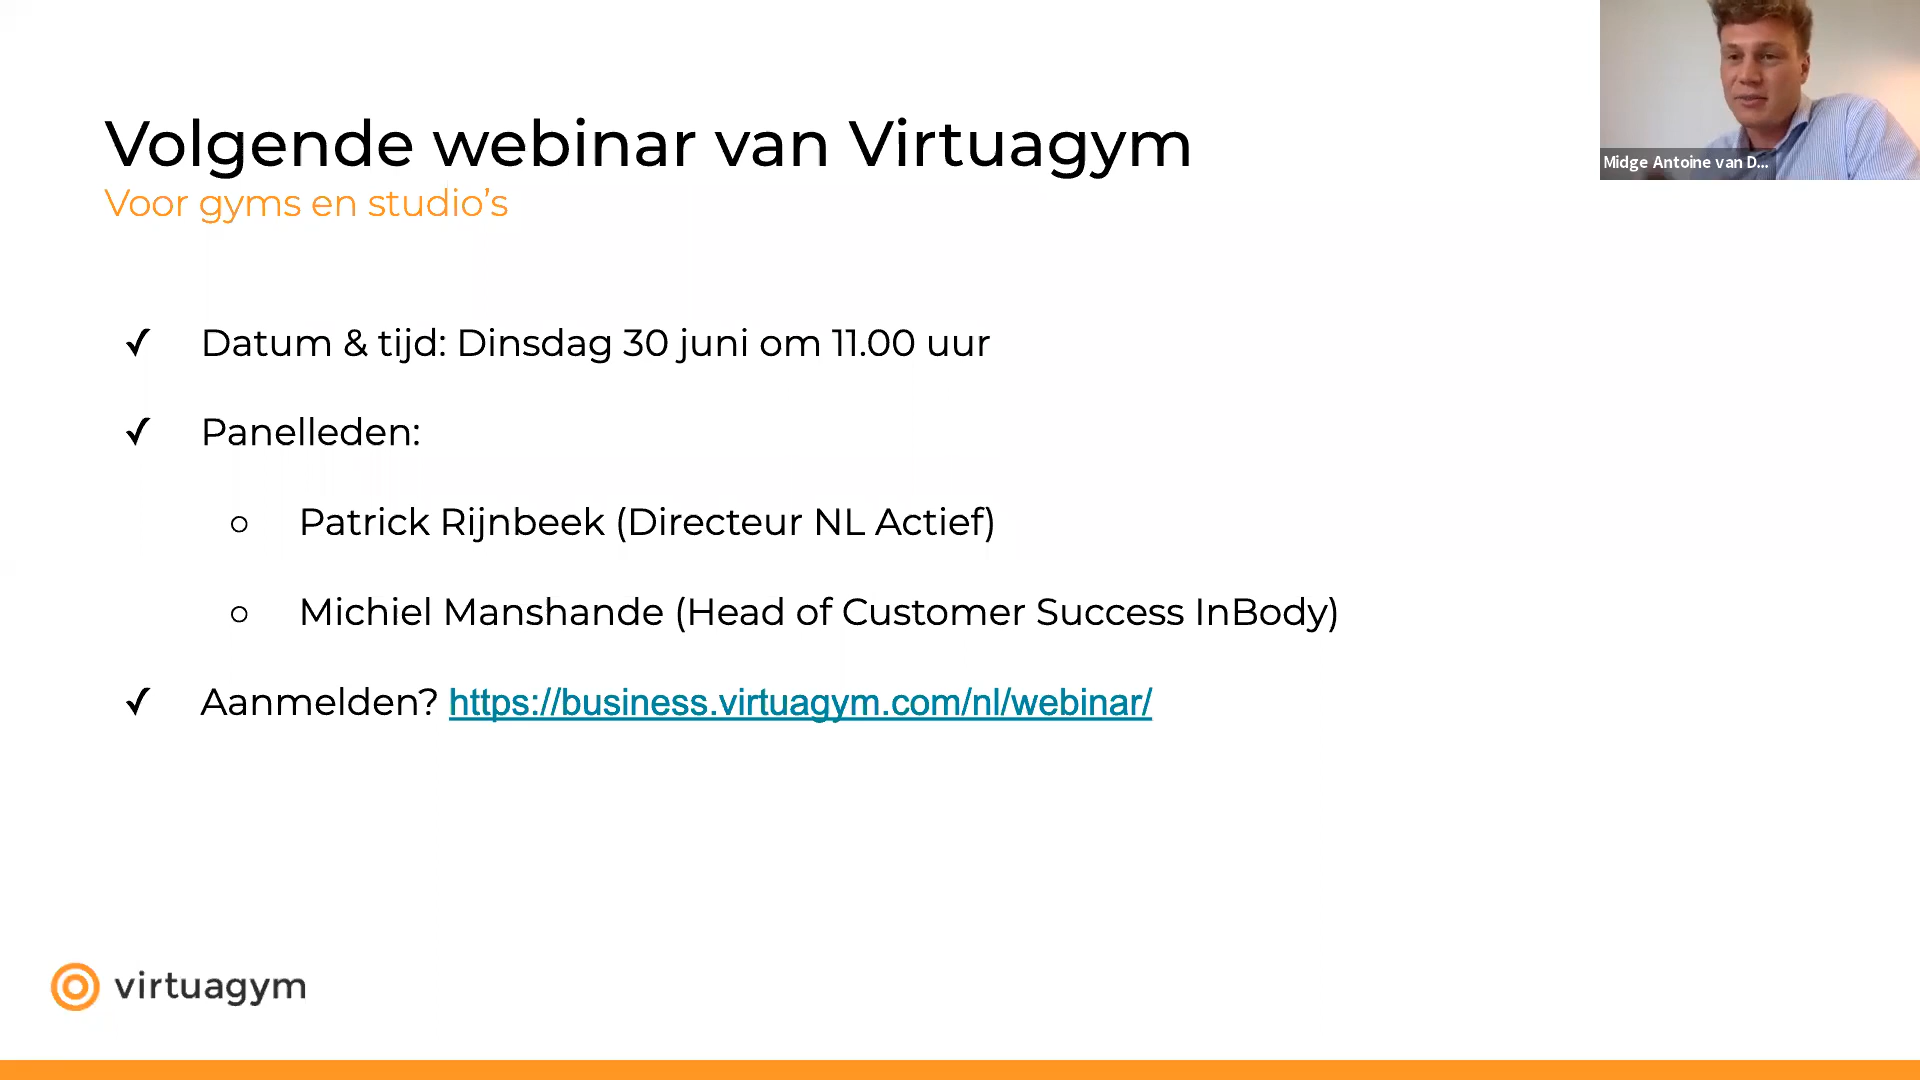 Volgende webinar van Virtuagym
Voor gyms en studio's
✓ Datum & tijd: Dinsdag 30 juni om 11.00 uur
✓ Panelleden:
○ Patrick Rijnbeek (Directeur NL Actief)
○ Michiel Manshande (Head of Customer Success InBody)
✓ Aanmelden? https://business.virtuagym.com/nl/webinar/
Midge Antoine van D...
virtuagym